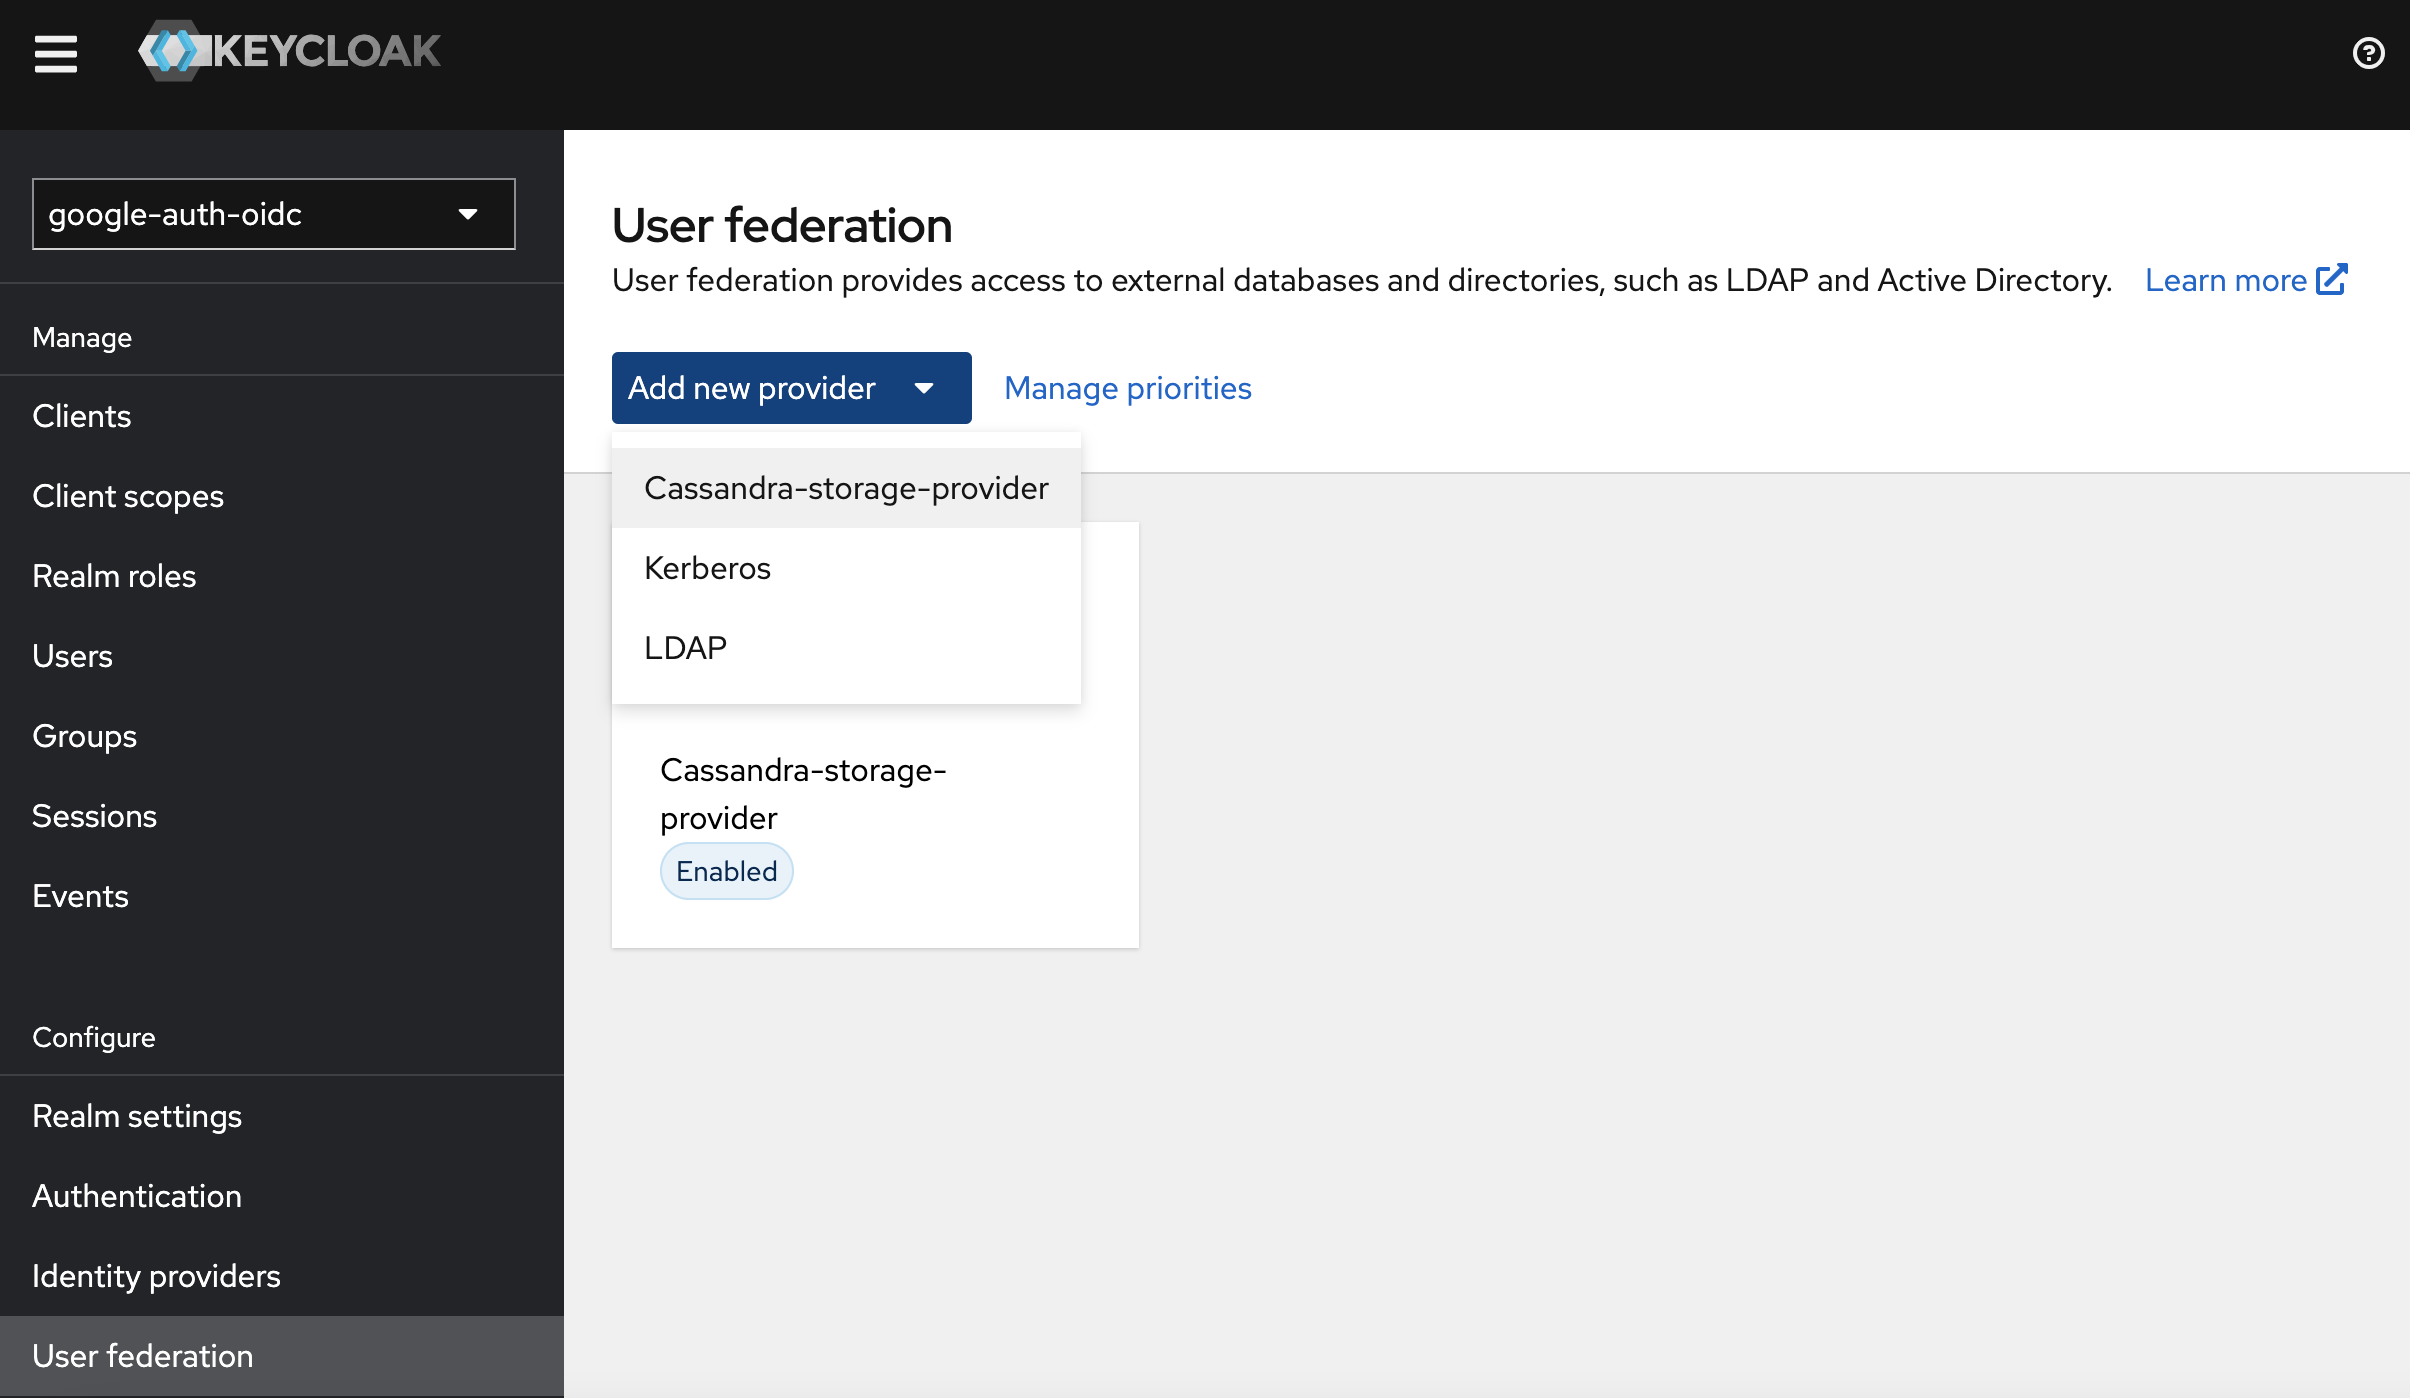 KEYCLOAK
google-auth-oidc
Manage
Clients
Client scopes
Realm roles
Users
Groups
Sessions
Events
Configure
Realm settings
Authentication
Identity providers
User federation
User federation
User federation provides access to external databases and directories, such as LDAP and Active Directory. Learn more
Add new provider Manage priorities
Cassandra-storage-provider
Kerberos
LDAP
Cassandra-storage-
provider
Enabled